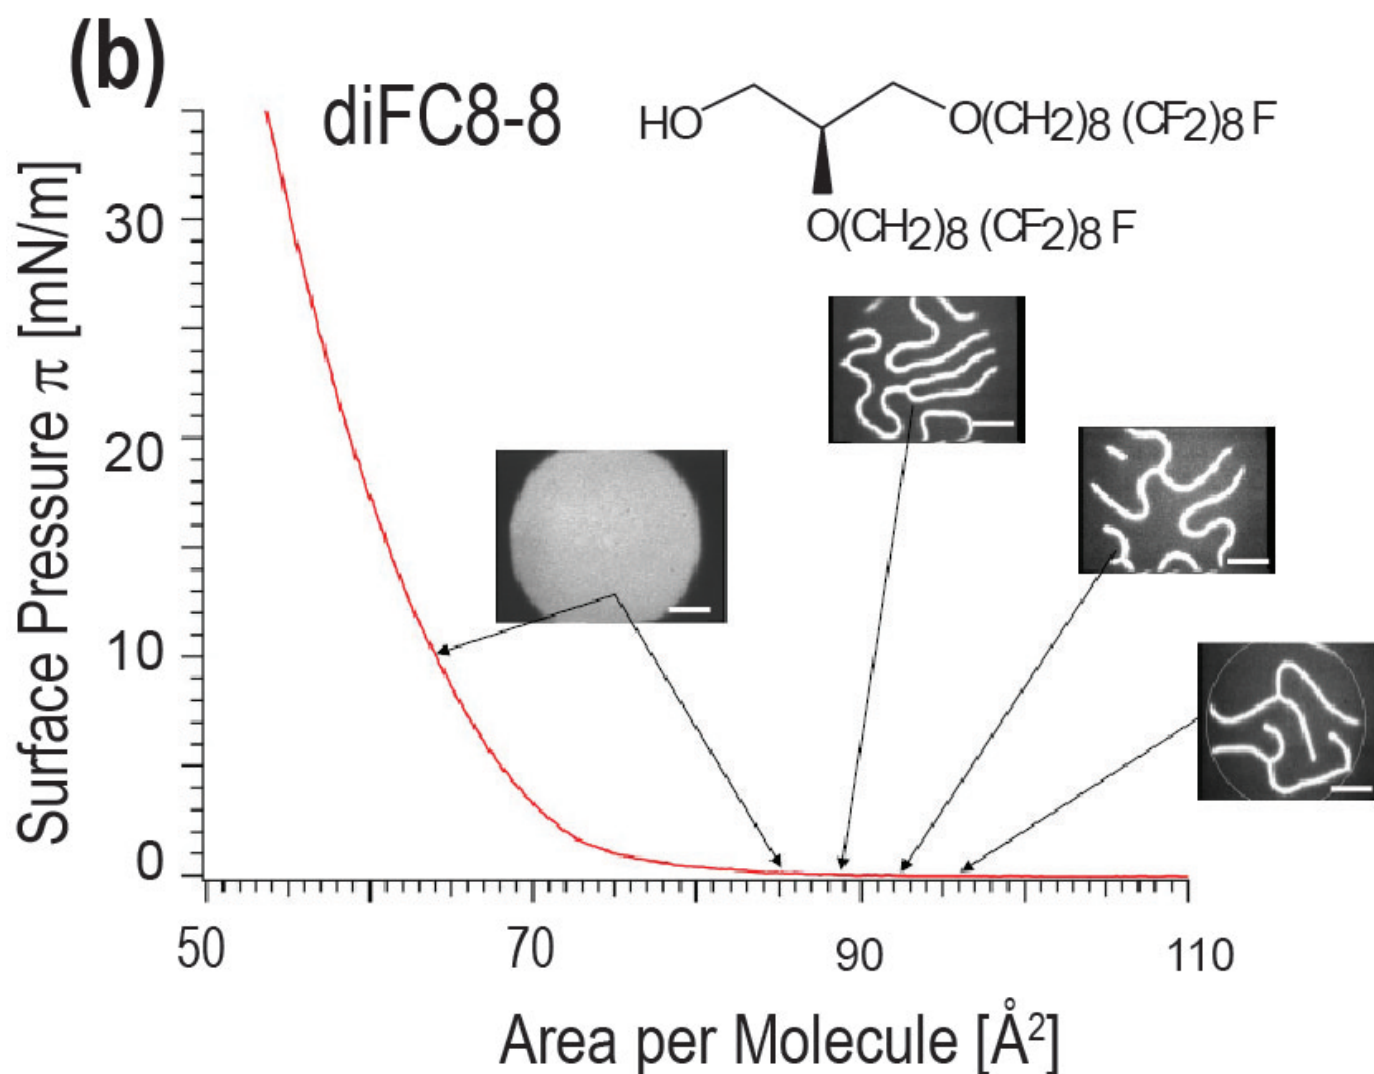 (b)
diFC8-8
HO
O(CH2)8 (CF2)8 F
O(CH2)8 (CF2)8 F
Surface Pressure π [mN/m]
30
20
10
0
50 70 90 110
Area per Molecule [Å²]